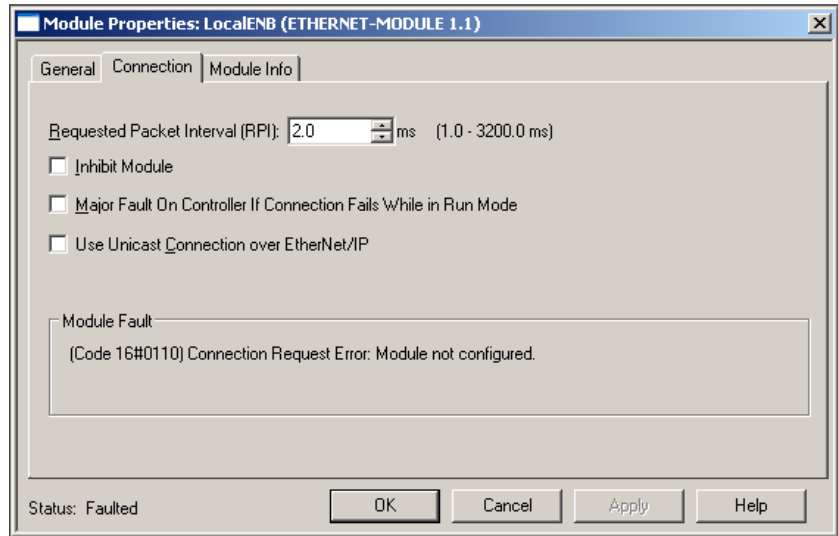 Module Properties: LocalENB (ETHERNET-MODULE 1.1)
General Connection Module Info
Requested Packet Interval (RPI): 2.0 ms (1.0 - 3200.0 ms)
Inhibit Module
Major Fault On Controller If Connection Fails While in Run Mode
Use Unicast Connection over EtherNet/IP
Module Fault
(Code 16#0110) Connection Request Error: Module not configured.
Status: Faulted OK Cancel Apply Help